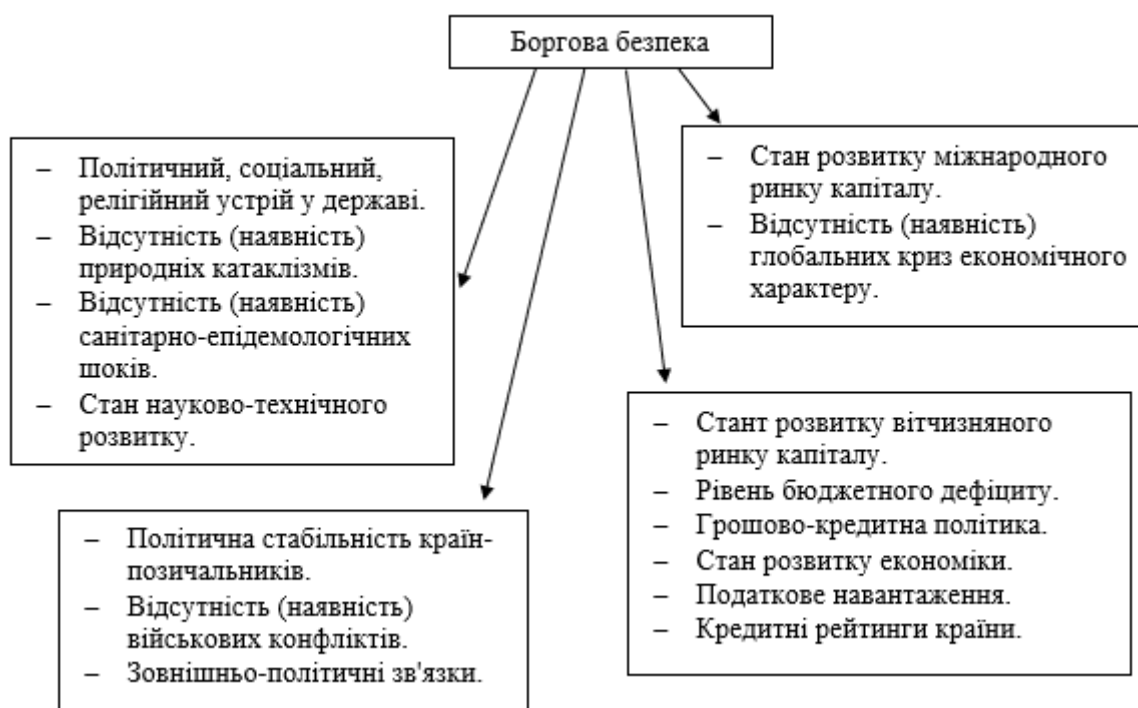 Боргова безпека
– Політичний, соціальний,
релігійний устрій у державі.
– Відсутність (наявність)
природніх катаклізмів.
– Відсутність (наявність)
санітарно-епідемологічних
шоків.
– Стан науково-технічного
розвитку.
– Стан розвитку міжнародного
ринку капіталу.
– Відсутність (наявність)
глобальних криз економічного
характеру.
– Політична стабільність країн-
позичальників.
– Відсутність (наявність)
військових конфліктів.
– Зовнішньо-політичні зв'язки.
– Стант розвитку вітчизняного
ринку капіталу.
– Рівень бюджетного дефіциту.
– Грошово-кредитна політика.
– Стан розвитку економіки.
– Податкове навантаження.
– Кредитні рейтинги країни.